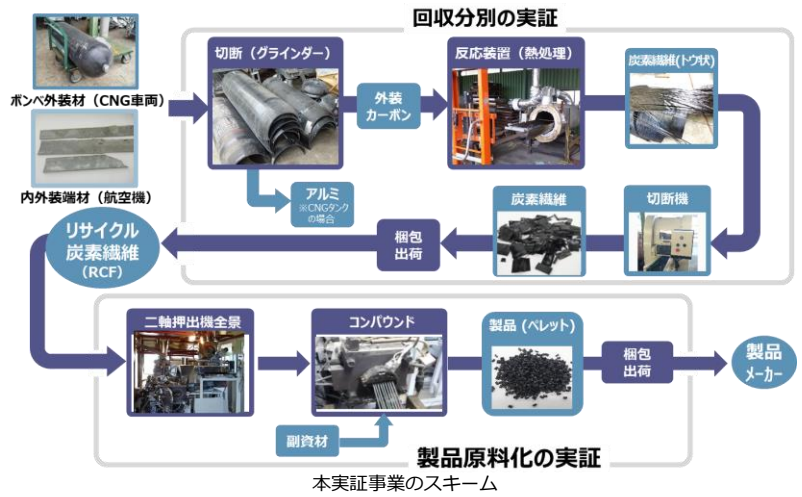 回収分別の実証
ボンベ外装材（CNG車両）
内外装端材（航空機）
切断（グラインダー）
外装
カーボン
反応装置（熱処理）
炭素繊維(トウ状)
アルミ
※CNGタンク
の場合
切断機
炭素繊維
梱包
出荷
リサイクル
炭素繊維
(RCF)
二軸押出機全景
コンパウンド
副資材
製品 (ペレット)
梱包
出荷
製品
メーカー
製品原料化の実証
本実証事業のスキーム